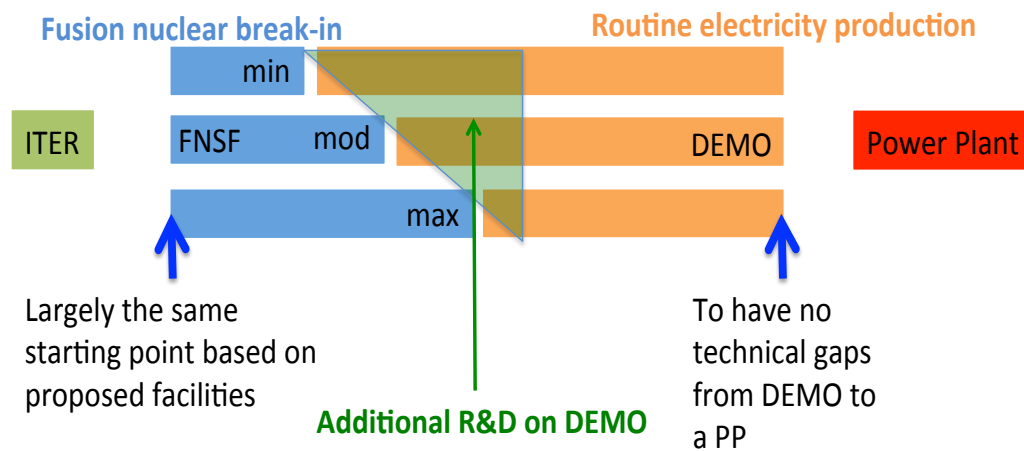 Fusion nuclear break-in
Routine electricity production
min
ITER
FNSF
mod
DEMO
Power Plant
max
Largely the same
starting point based on
proposed facilities
To have no
technical gaps
from DEMO to
a PP
Additional R&D on DEMO